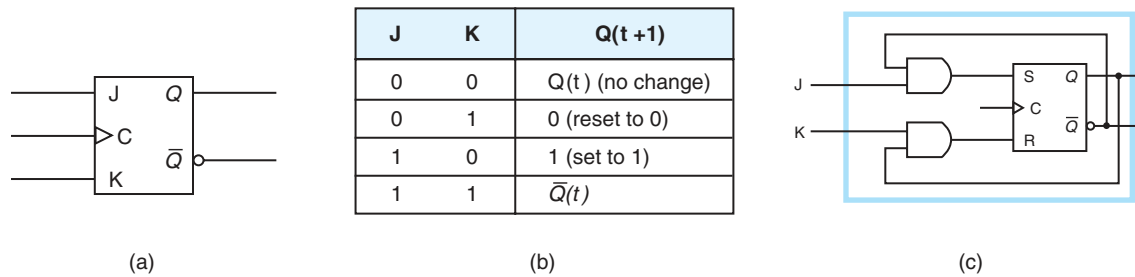 J Q
C
Q̅
K
(a)
J K Q(t +1)
0 0 Q(t ) (no change)
0 1 0 (reset to 0)
1 0 1 (set to 1)
1 1 Q̅(t)
(b)
J
K
S Q
C
Q̅
R
(c)